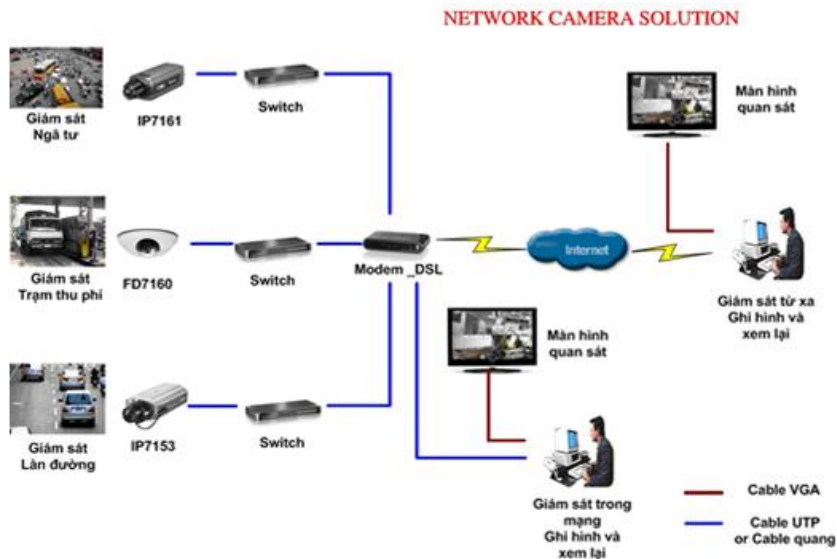 NETWORK CAMERA SOLUTION
Giám sát
Ngã tư
IP7161
Switch
Màn hình
quan sát
Giám sát
Trạm thu phí
FD7160
Switch
Modem _DSL
Internet
Giám sát từ xa
Ghi hình và
xem lại
Màn hình
quan sát
Giám sát
Làn đường
IP7153
Switch
Giám sát trong
mạng
Ghi hình và
xem lại
Cable VGA
Cable UTP
or Cable quang